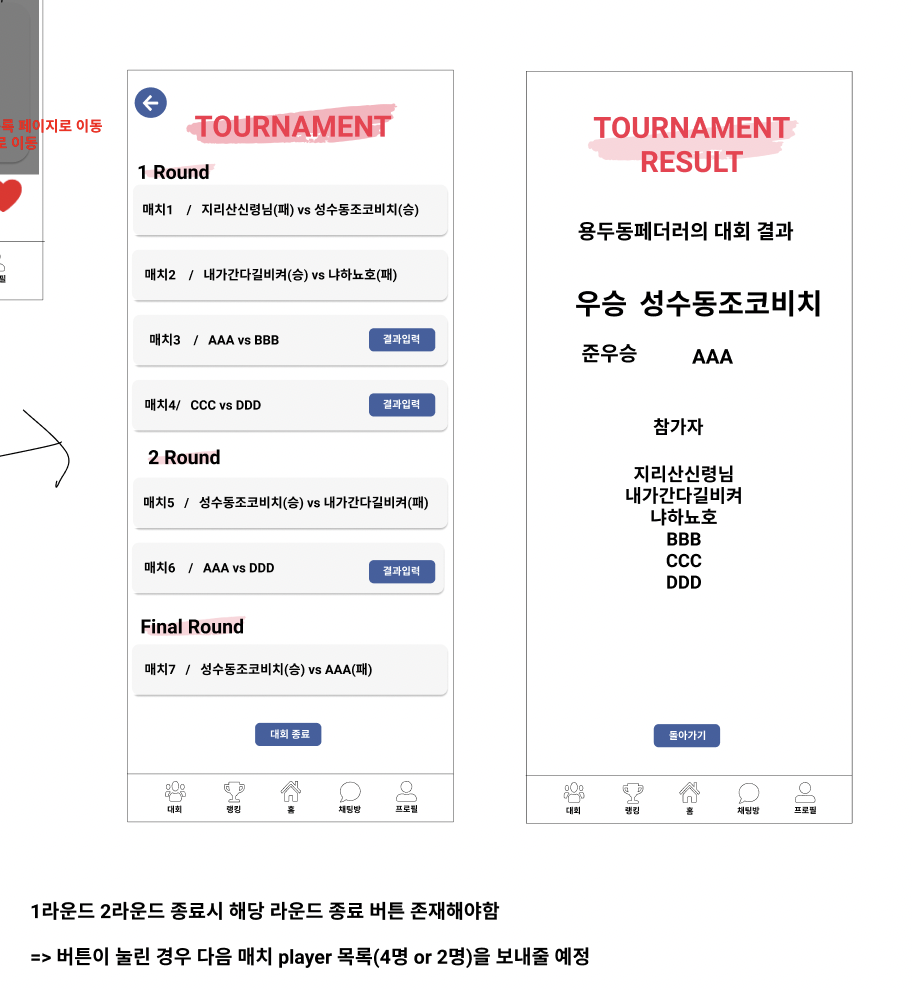 록 페이지로 이동
로 이동
필
TOURNAMENT
1 Round
매치1 / 지리산신령님(패) vs 성수동조코비치(승)
매치2 / 내가간다길비켜(승) vs 냐하뇨호(패)
매치3 / AAA vs BBB 결과입력
매치4/ CCC vs DDD 결과입력
2 Round
매치5 / 성수동조코비치(승) vs 내가간다길비켜(패)
매치6 / AAA vs DDD 결과입력
Final Round
매치7 / 성수동조코비치(승) vs AAA(패)
대회 종료
대회 랭킹 홈 채팅방 프로필
TOURNAMENT
RESULT
용두동페더러의 대회 결과
우승 성수동조코비치
준우승 AAA
참가자
지리산신령님
내가간다길비켜
냐하뇨호
BBB
CCC
DDD
돌아가기
대회 랭킹 홈 채팅방 프로필
1라운드 2라운드 종료시 해당 라운드 종료 버튼 존재해야함
=> 버튼이 눌린 경우 다음 매치 player 목록(4명 or 2명)을 보내줄 예정